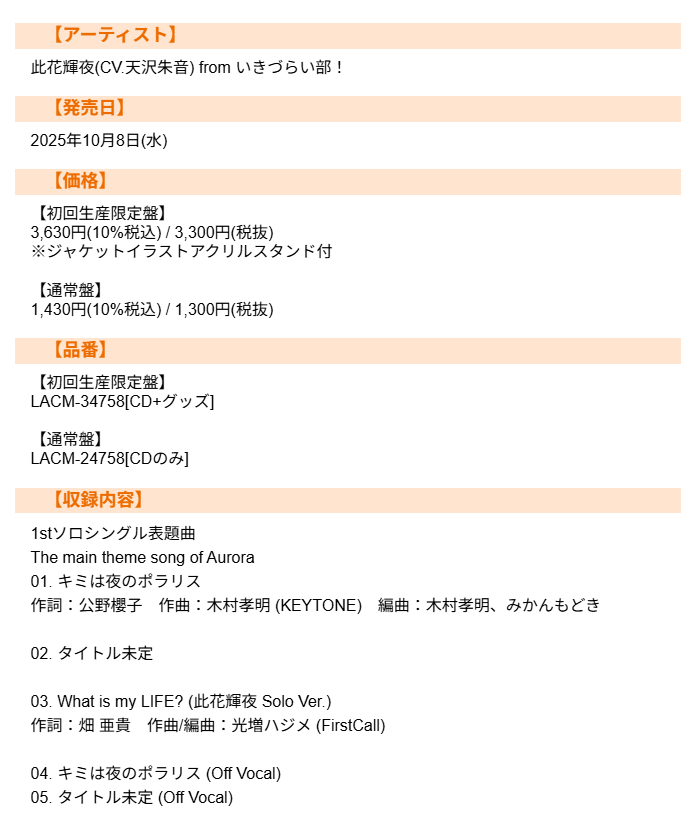 【アーティスト】
此花輝夜(CV.天沢朱音) from いきづらい部！
【発売日】
2025年10月8日(水)
【価格】
【初回生産限定盤】
3,630円(10%税込) / 3,300円(税抜)
※ジャケットイラストアクリルスタンド付
【通常盤】
1,430円(10%税込) / 1,300円(税抜)
【品番】
【初回生産限定盤】
LACM-34758[CD+グッズ]
【通常盤】
LACM-24758[CDのみ]
【収録内容】
1stソロシングル表題曲
The main theme song of Aurora
01. キミは夜のポラリス
作詞：公野櫻子　作曲：木村孝明 (KEYTONE)　編曲：木村孝明、みかんもどき
02. タイトル未定
03. What is my LIFE? (此花輝夜 Solo Ver.)
作詞：畑 亜貴　作曲/編曲：光増ハジメ (FirstCall)
04. キミは夜のポラリス (Off Vocal)
05. タイトル未定 (Off Vocal)